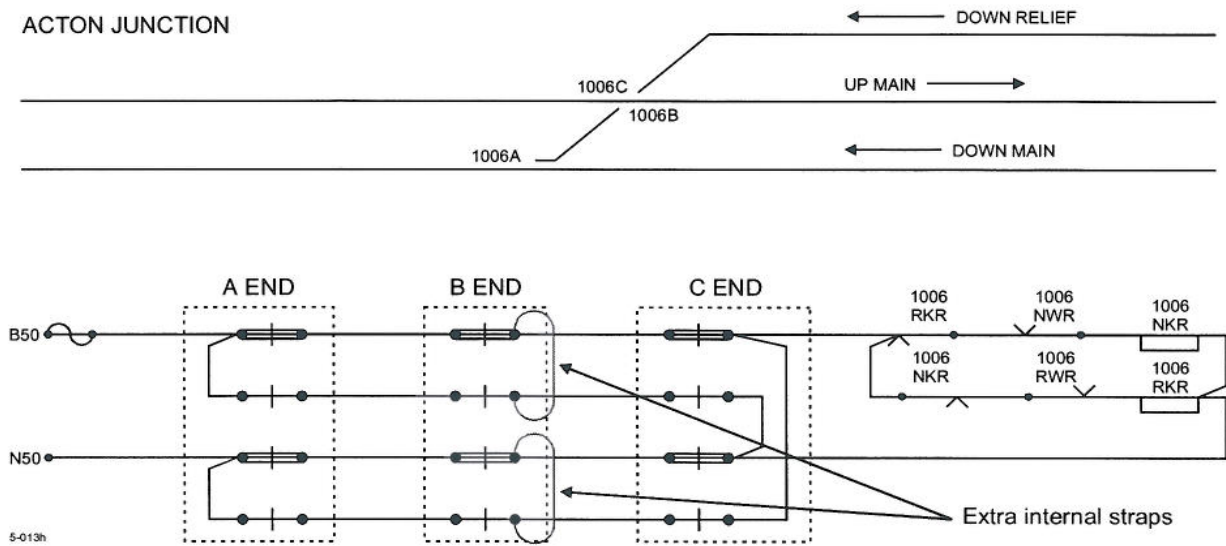 ACTON JUNCTION
DOWN RELIEF
1006C
UP MAIN
1006B
1006A
DOWN MAIN
A END
B END
C END
1006
RKR
1006
NWR
1006
NKR
B50
1006
NKR
1006
RWR
1006
RKR
N50
Extra internal straps
5-013h